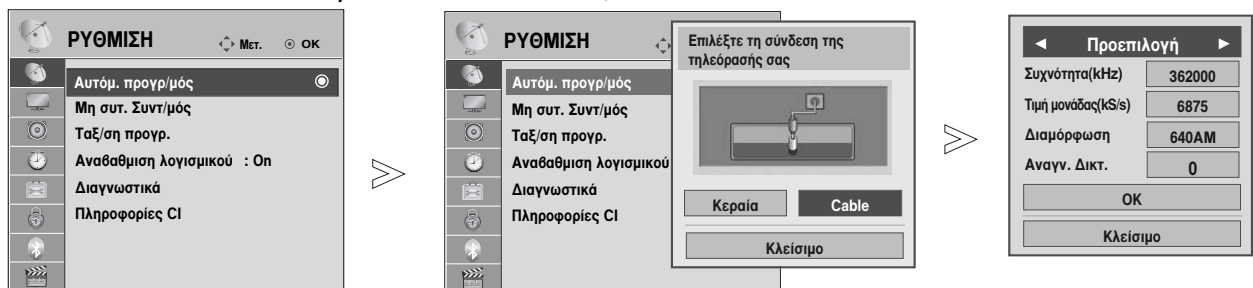 ΡΥΘΜΙΣΗ Μετ. OK
Αυτόμ. προγρ/μός
Μη συτ. Συντ/μός
Ταξ/ση προγρ.
Αναβαθμιση λογισμικού : On
Διαγνωστικά
Πληροφορίες CI
ΡΥΘΜΙΣΗ
Αυτόμ. προγρ/μός
Μη συτ. Συντ/μός
Ταξ/ση προγρ.
Αναβαθμιση λογισμικού
Διαγνωστικά
Πληροφορίες CI
Επιλέξτε τη σύνδεση της
τηλεόρασής σας
Κεραία Cable
Κλείσιμο
◄ Προεπιλογή ►
Συχνότητα(kHz) 362000
Τιμή μονάδας(kS/s) 6875
Διαμόρφωση 640AM
Αναγν. Δικτ. 0
OK
Κλείσιμο